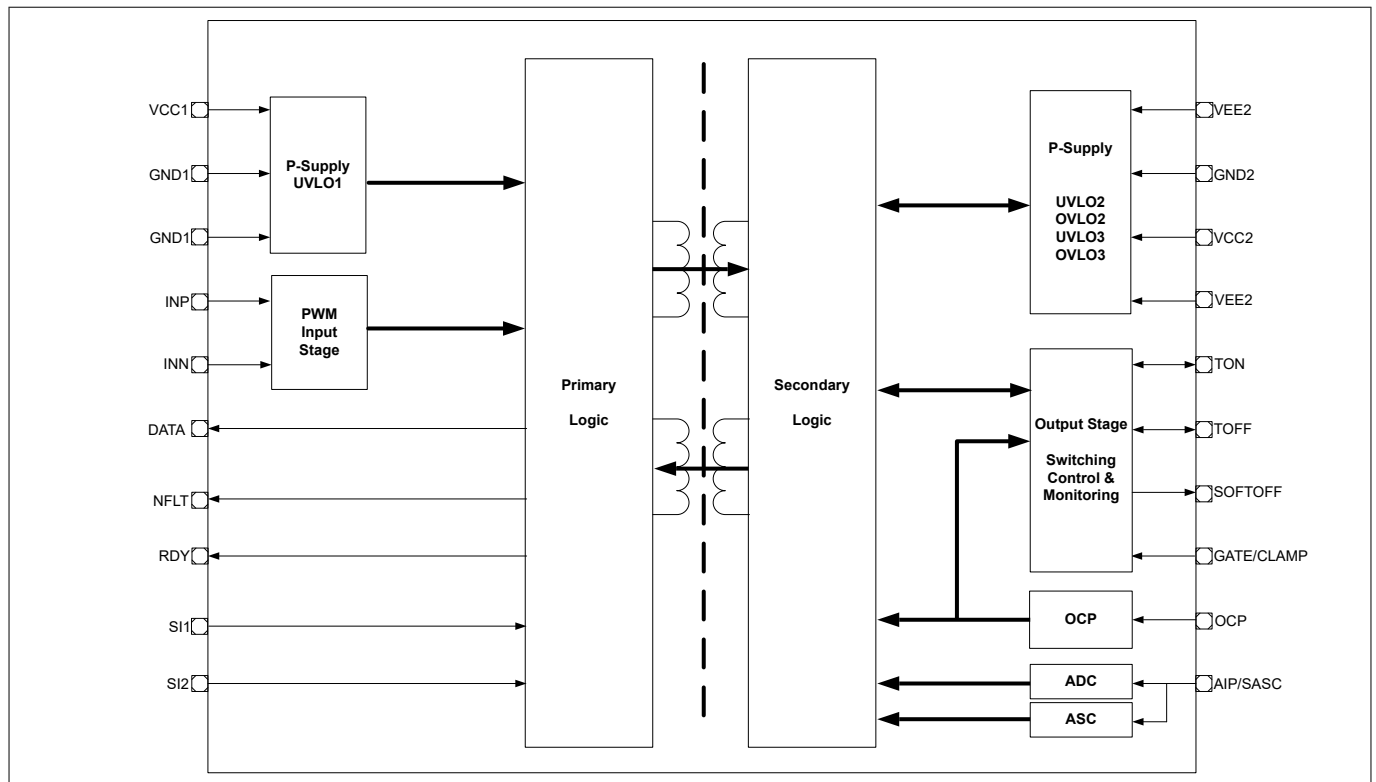 VCC1
GND1
GND1
INP
INN
DATA
NFLT
RDY
SI1
SI2
P-Supply
UVLO1
PWM
Input
Stage
Primary
Logic
Secondary
Logic
P-Supply
UVLO2
OVLO2
UVLO3
OVLO3
Output Stage
Switching
Control &
Monitoring
OCP
ADC
ASC
VEE2
GND2
VCC2
VEE2
TON
TOFF
SOFTOFF
GATE/CLAMP
OCP
AIP/SASC